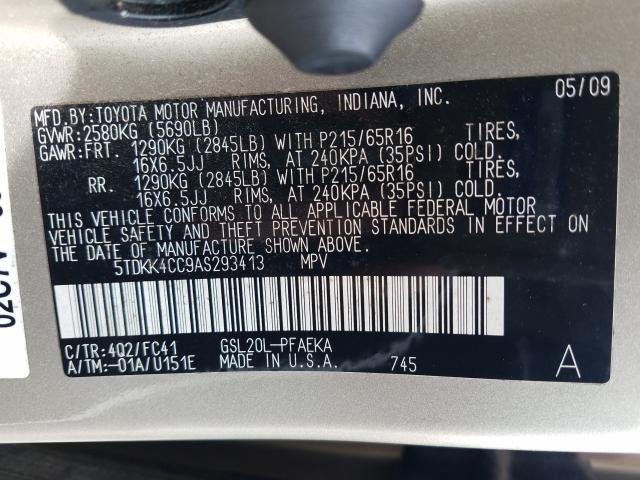 MFD.BY:TOYOTA MOTOR MANUFACTURING, INDIANA, INC. 05/09
GVWR:2580KG (5690LB)
GAWR:FRT. 1290KG (2845LB) WITH P215/65R16 TIRES,
16X6.5JJ RIMS, AT 240KPA (35PSI) COLD.
RR. 1290KG (2845LB) WITH P215/65R16 TIRES,
16X6.5JJ RIMS, AT 240KPA (35PSI) COLD.
THIS VEHICLE CONFORMS TO ALL APPLICABLE FEDERAL MOTOR
VEHICLE SAFETY AND THEFT PREVENTION STANDARDS IN EFFECT ON
THE DATE OF MANUFACTURE SHOWN ABOVE.
5TDKK4CC9AS293413 MPV
C/TR:4Q2/FC41 GSL20L-PFAEKA
A/TM:-01A/U151E MADE IN U.S.A. 745 A